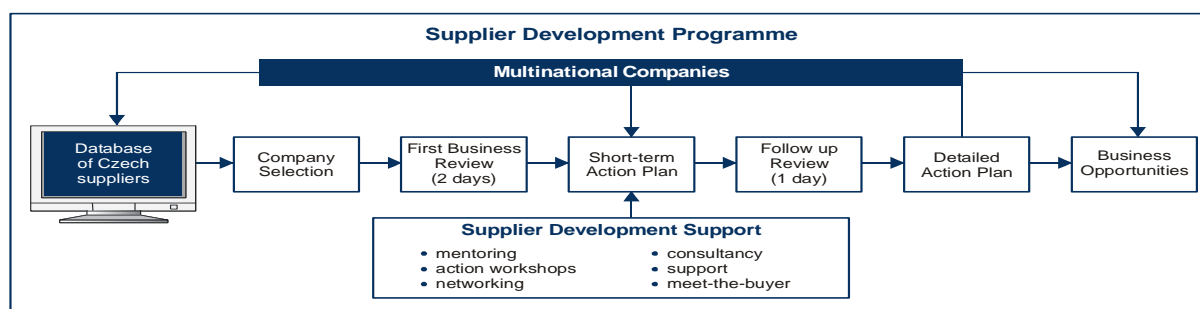 Supplier Development Programme
Multinational Companies
Database
of Czech
suppliers
Company
Selection
First Business
Review
(2 days)
Short-term
Action Plan
Follow up
Review
(1 day)
Detailed
Action Plan
Business
Opportunities
Supplier Development Support
• mentoring
• action workshops
• networking
• consultancy
• support
• meet-the-buyer